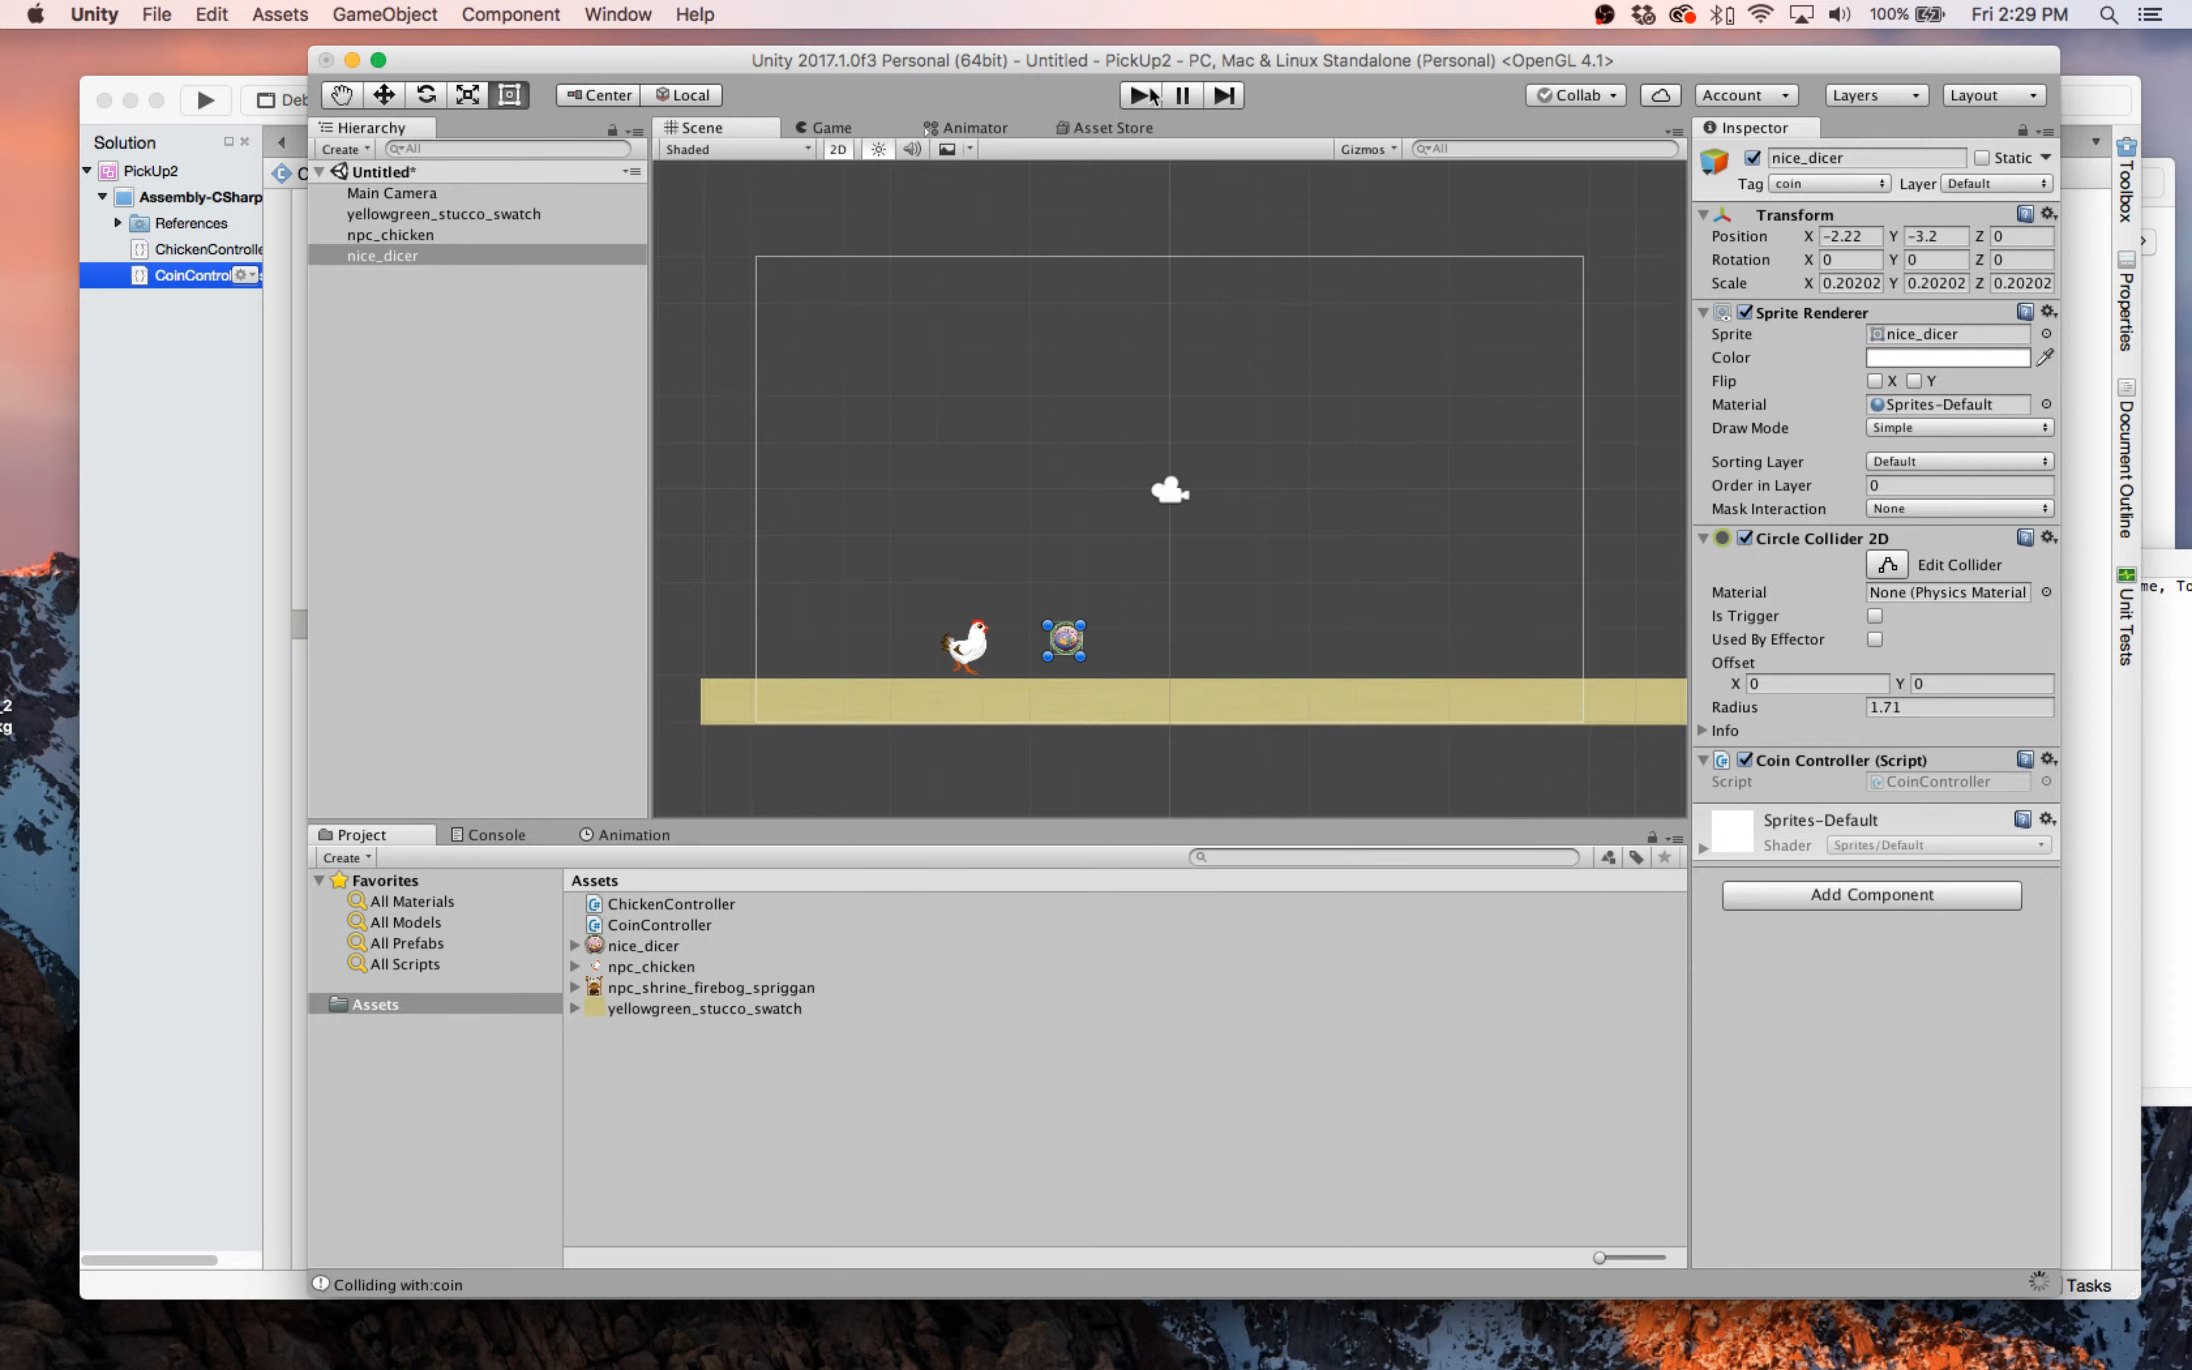 Unity File Edit Assets GameObject Component Window Help 100% Fri 2:29 PM
Unity 2017.1.0f3 Personal (64bit) - Untitled - PickUp2 - PC, Mac & Linux Standalone (Personal) <OpenGL 4.1>
Center Local Collab Account Layers Layout
Solution
PickUp2
Assembly-CSharp
References
ChickenControlle
CoinControl
Hierarchy
Create All
Untitled*
Main Camera
yellowgreen_stucco_swatch
npc_chicken
nice_dicer
Scene Game Animator Asset Store
Shaded 2D Gizmos All
Inspector
nice_dicer Static
Tag coin Layer Default
Transform
Position X -2.22 Y -3.2 Z 0
Rotation X 0 Y 0 Z 0
Scale X 0.20202 Y 0.20202 Z 0.20202
Sprite Renderer
Sprite nice_dicer
Color
Flip X Y
Material Sprites-Default
Draw Mode Simple
Sorting Layer Default
Order in Layer 0
Mask Interaction None
Circle Collider 2D
Edit Collider
Material None (Physics Material
Is Trigger
Used By Effector
Offset
X 0 Y 0
Radius 1.71
Info
Coin Controller (Script)
Script CoinController
Sprites-Default
Shader Sprites/Default
Add Component
Project Console Animation
Create
Favorites
All Materials
All Models
All Prefabs
All Scripts
Assets
Assets
ChickenController
CoinController
nice_dicer
npc_chicken
npc_shrine_firebog_spriggan
yellowgreen_stucco_swatch
Colliding with:coin
Toolbox
Properties
Document Outline
Unit Tests
me, To
Tasks
_2
kg